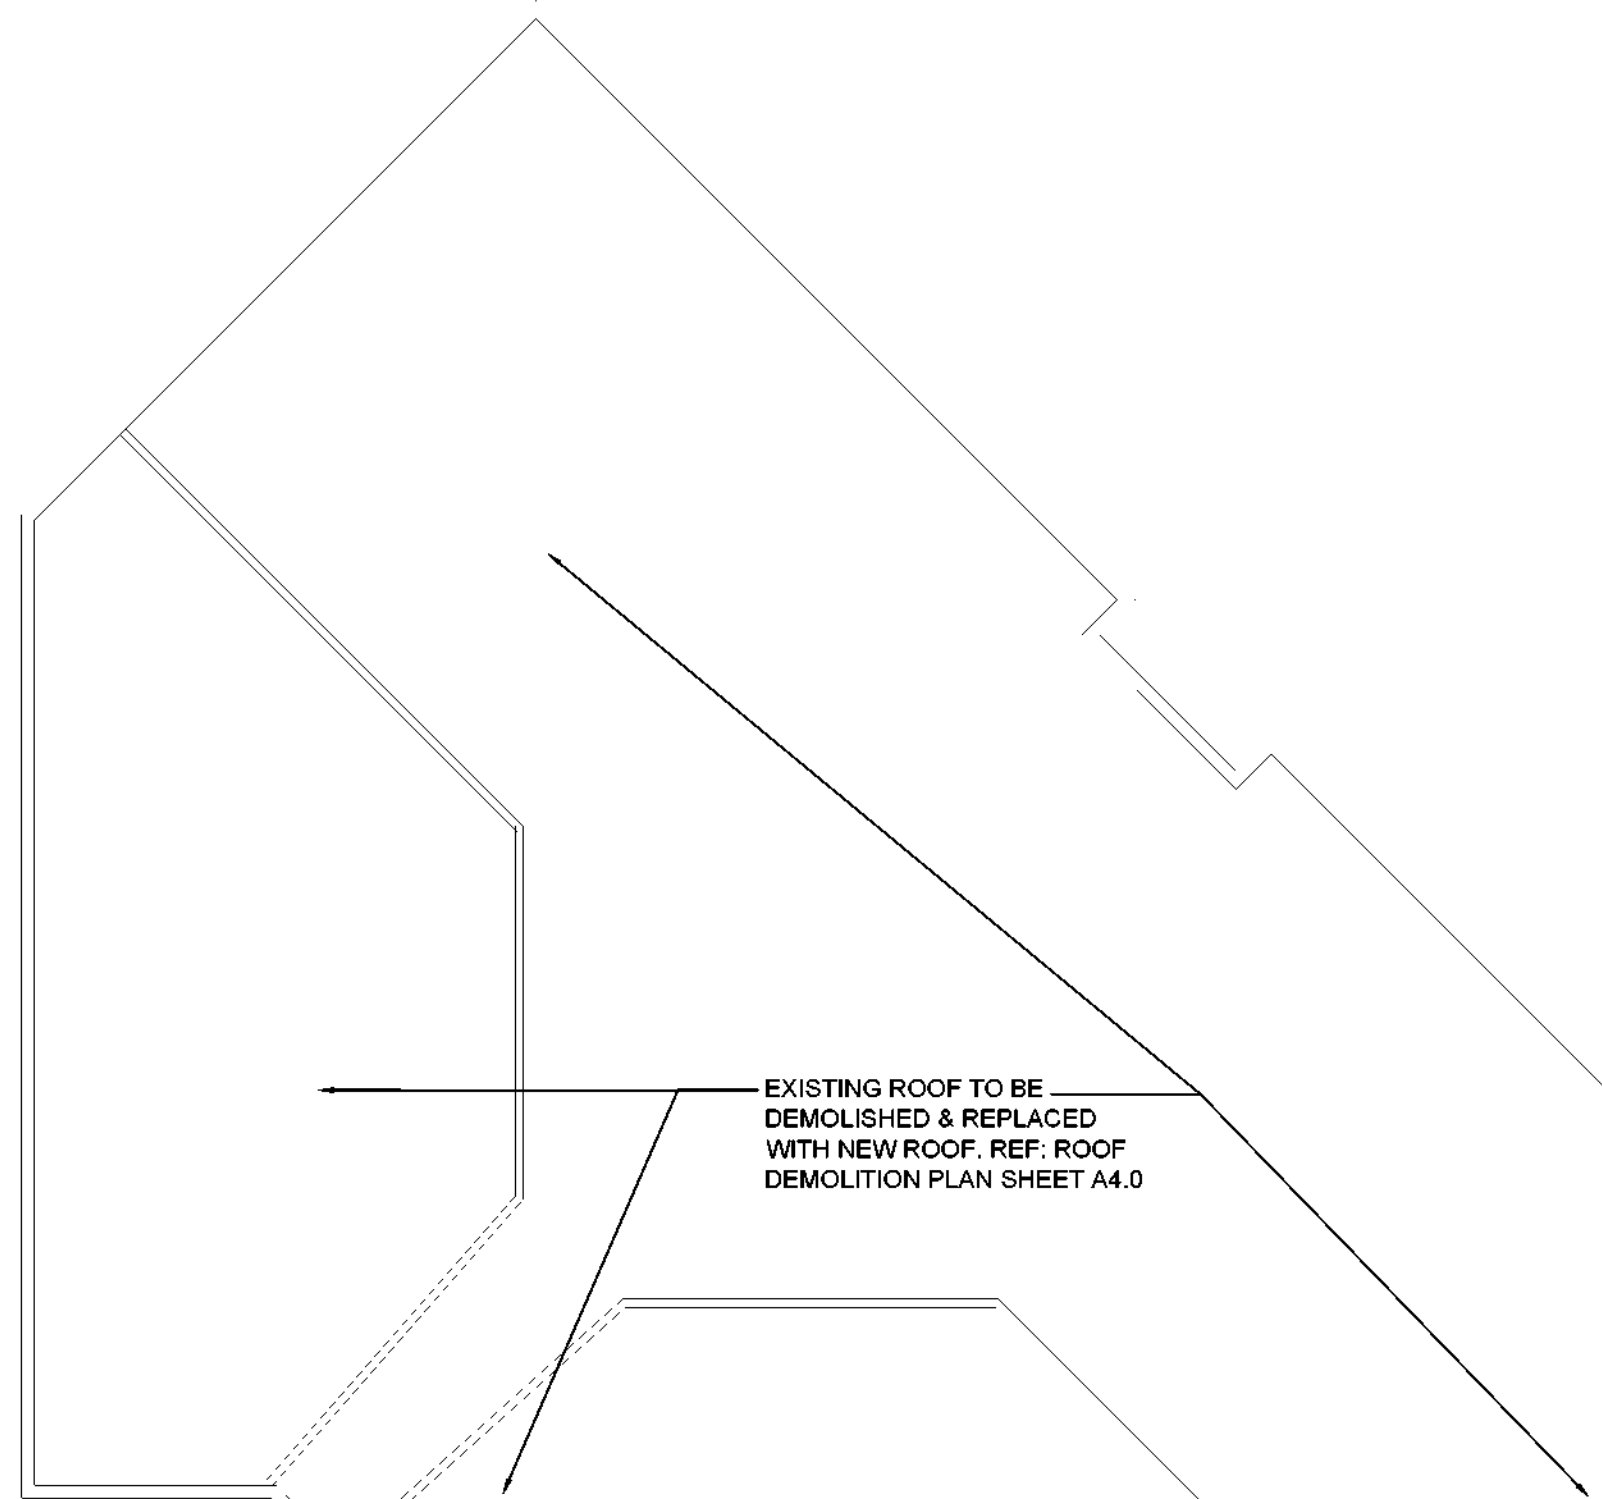 EXISTING ROOF TO BE
DEMOLISHED & REPLACED
WITH NEW ROOF. REF: ROOF
DEMOLITION PLAN SHEET A4.0